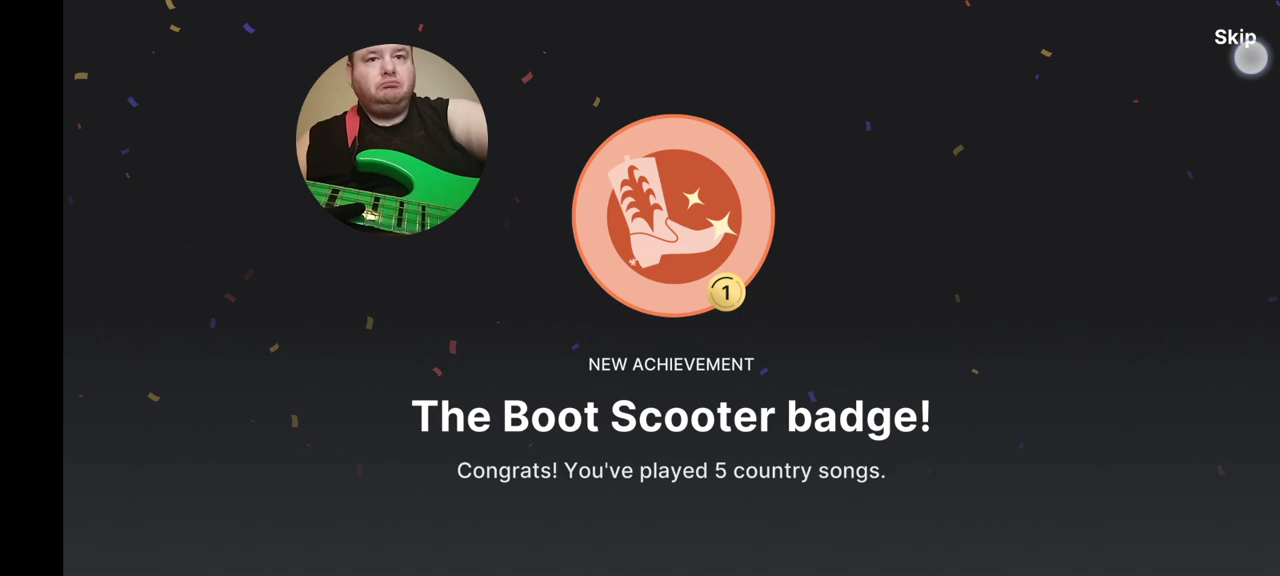 Skip
1
NEW ACHIEVEMENT
The Boot Scooter badge!
Congrats! You've played 5 country songs.